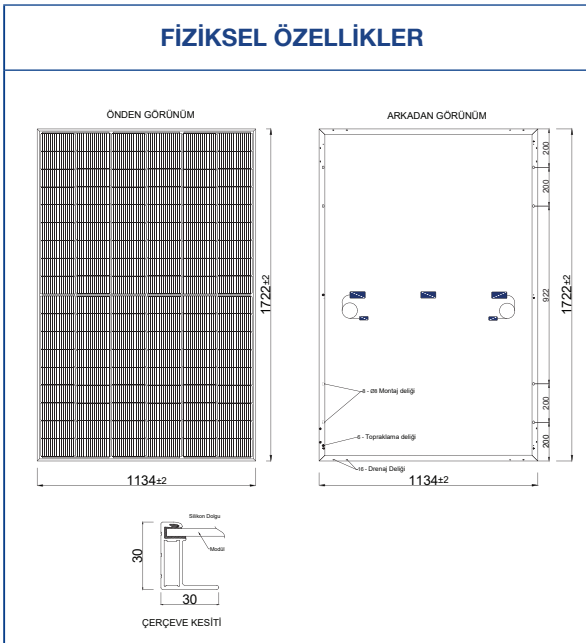 FİZİKSEL ÖZELLİKLER
ÖNDEN GÖRÜNÜM
1722±2
1134±2
ARKADAN GÖRÜNÜM
200
200
922
200
200
1722±2
8 - Ø8 Montaj deliği
6 - Topraklama deliği
16 - Drenaj Deliği
1134±2
Silikon Dolgu
Modül
30
30
ÇERÇEVE KESİTİ